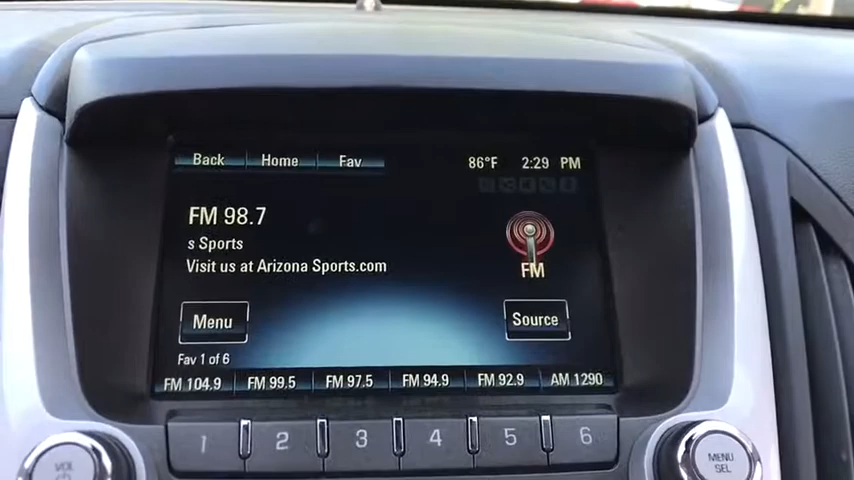 Back Home Fav 86°F 2:29 PM
FM 98.7
s Sports
Visit us at Arizona Sports.com
FM
Menu
Source
Fav 1 of 6
FM 104.9 FM 99.5 FM 97.5 FM 94.9 FM 92.9 AM 1290
1 2 3 4 5 6
VOL
MENU
SEL